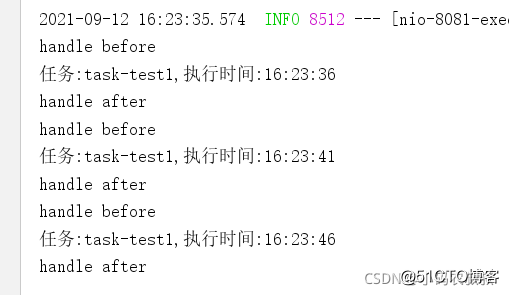 2021-09-12 16:23:35.574  INFO 8512 --- [nio-8081-exe
handle before
任务:task-test1,执行时间:16:23:36
handle after
handle before
任务:task-test1,执行时间:16:23:41
handle after
handle before
任务:task-test1,执行时间:16:23:46
handle after
@51CTO博客